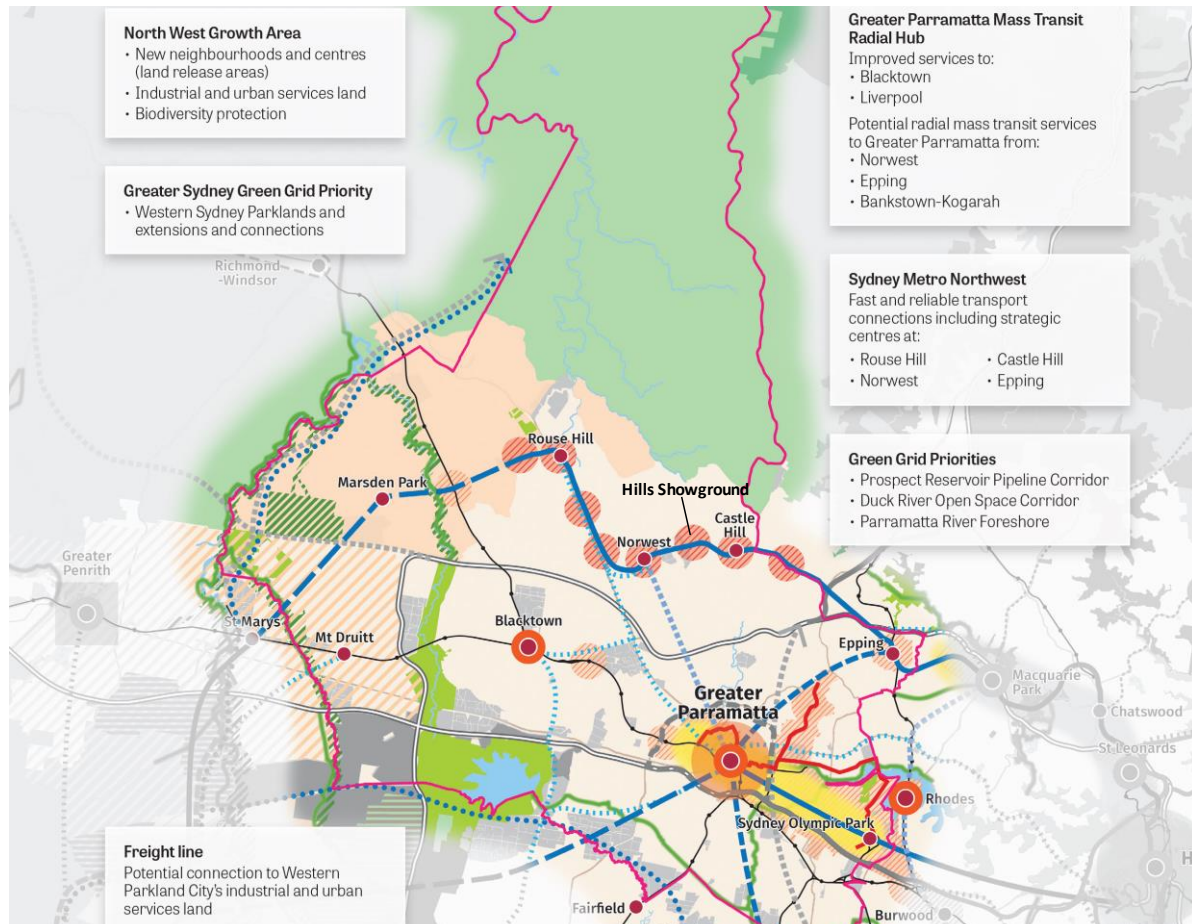 North West Growth Area
• New neighbourhoods and centres
(land release areas)
• Industrial and urban services land
• Biodiversity protection
Greater Sydney Green Grid Priority
• Western Sydney Parklands and
extensions and connections
Greater Parramatta Mass Transit
Radial Hub
Improved services to:
• Blacktown
• Liverpool
Potential radial mass transit services
to Greater Parramatta from:
• Norwest
• Epping
• Bankstown-Kogarah
Sydney Metro Northwest
Fast and reliable transport
connections including strategic
centres at:
• Rouse Hill
• Castle Hill
• Norwest
• Epping
Green Grid Priorities
• Prospect Reservoir Pipeline Corridor
• Duck River Open Space Corridor
• Parramatta River Foreshore
Richmond
-Windsor
Rouse Hill
Marsden Park
Hills Showground
Castle
Hill
Norwest
Greater
Penrith
St Marys
Mt Druitt
Blacktown
Epping
Macquarie
Park
Greater
Parramatta
Chatswood
St Leonards
Rhodes
Sydney Olympic Park
Freight line
Potential connection to Western
Parkland City's industrial and urban
services land
Fairfield
Burwood
H